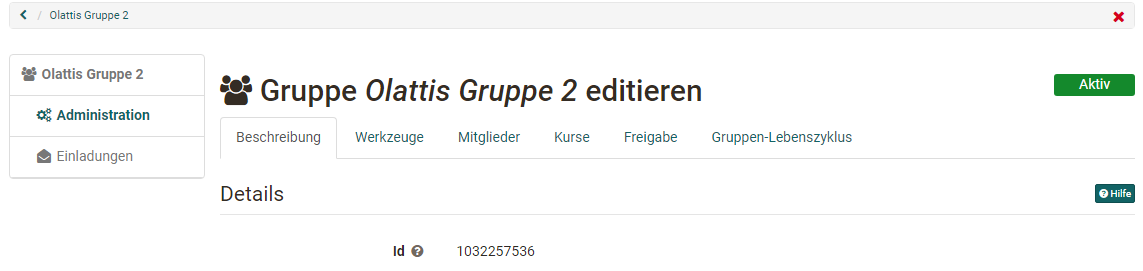 / Olattis Gruppe 2
Olattis Gruppe 2
Administration
Einladungen
Gruppe Olattis Gruppe 2 editieren
Aktiv
Beschreibung Werkzeuge Mitglieder Kurse Freigabe Gruppen-Lebenszyklus
Details
Hilfe
Id 1032257536